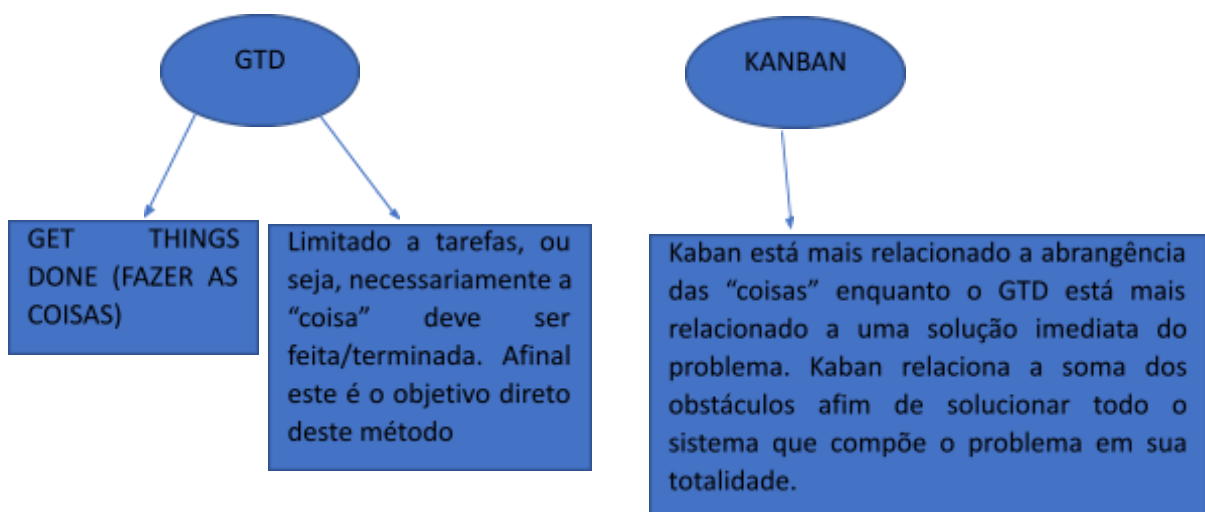 GTD
KANBAN
GET THINGS
DONE (FAZER AS
COISAS)
Limitado a tarefas, ou
seja, necessariamente a
“coisa” deve ser
feita/terminada. Afinal
este é o objetivo direto
deste método
Kaban está mais relacionado a abrangência
das “coisas” enquanto o GTD está mais
relacionado a uma solução imediata do
problema. Kaban relaciona a soma dos
obstáculos afim de solucionar todo o
sistema que compõe o problema em sua
totalidade.